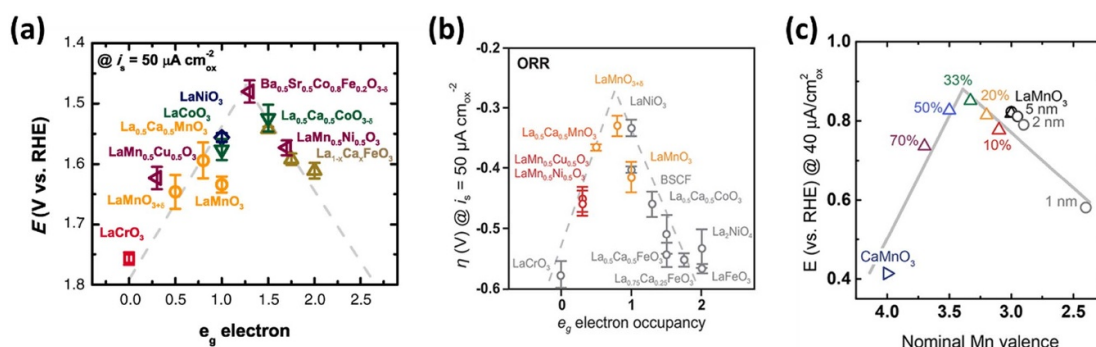 (a)
@ iₛ = 50 μA cm⁻²ₒₓ
Ba₀.₅Sr₀.₅Co₀.₈Fe₀.₂O₃₋δ
LaNiO₃
LaCoO₃
La₀.₅Ca₀.₅CoO₃₋δ
La₀.₅Ca₀.₅MnO₃
LaMn₀.₅Ni₀.₅O₃
LaMn₀.₅Cu₀.₅O₃
La₁₋ₓCaₓFeO₃
LaMnO₃₊δ
LaMnO₃
LaCrO₃
E (V vs. RHE)
1.4
1.5
1.6
1.7
1.8
0.0 0.5 1.0 1.5 2.0 2.5
e_g electron
(b)
ORR
LaMnO₃₊δ
LaNiO₃
La₀.₅Ca₀.₅MnO₃
LaMn₀.₅Cu₀.₅O₃
LaMn₀.₅Ni₀.₅O₃
LaMnO₃
BSCF
La₀.₅Ca₀.₅CoO₃
La₂NiO₄
LaCrO₃
La₀.₅Ca₀.₅FeO₃
La₀.₇₅Ca₀.₂₅FeO₃
LaFeO₃
η (V) @ iₛ = 50 μA cmₒₓ⁻²
-0.2
-0.3
-0.4
-0.5
-0.6
0 1 2
e_g electron occupancy
(c)
33%
50%
20%
LaMnO₃
5 nm
2 nm
70%
10%
1 nm
CaMnO₃
E (vs. RHE) @ 40 μA/cm²ₒₓ
1.0
0.8
0.6
0.4
4.0 3.5 3.0 2.5
Nominal Mn valence